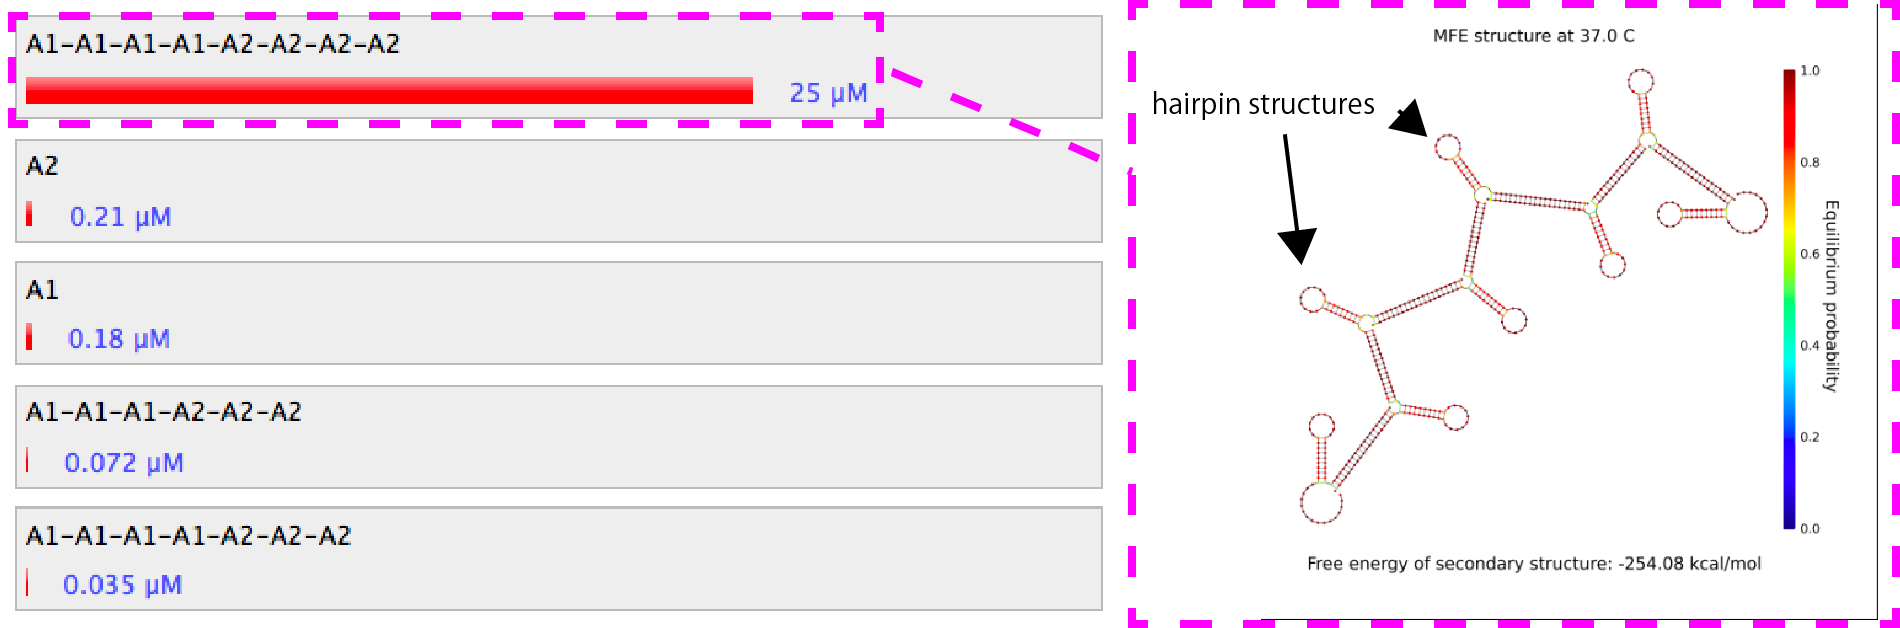 A1-A1-A1-A1-A2-A2-A2-A2
25 µM
A2
0.21 µM
A1
0.18 µM
A1-A1-A1-A2-A2-A2
0.072 µM
A1-A1-A1-A1-A2-A2-A2
0.035 µM
MFE structure at 37.0 C
hairpin structures
1.0
0.8
0.6
0.4
0.2
0.0
Equilibrium probability
Free energy of secondary structure: -254.08 kcal/mol